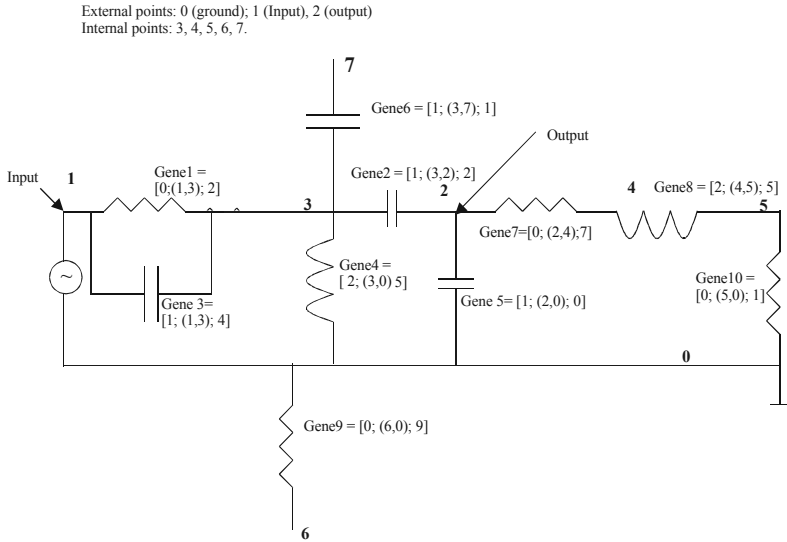 External points: 0 (ground); 1 (Input), 2 (output)
Internal points: 3, 4, 5, 6, 7.
7
Gene6 = [1; (3,7); 1]
Output
Input
1
Gene1 =
[0;(1,3); 2]
Gene2 = [1; (3,2); 2]
2
3
4
Gene8 = [2; (4,5); 5]
5
Gene7=[0; (2,4);7]
Gene4 =
[ 2; (3,0) 5]
~
Gene 3=
[1; (1,3); 4]
Gene 5= [1; (2,0); 0]
Gene10 =
[0; (5,0); 1]
0
Gene9 = [0; (6,0); 9]
6